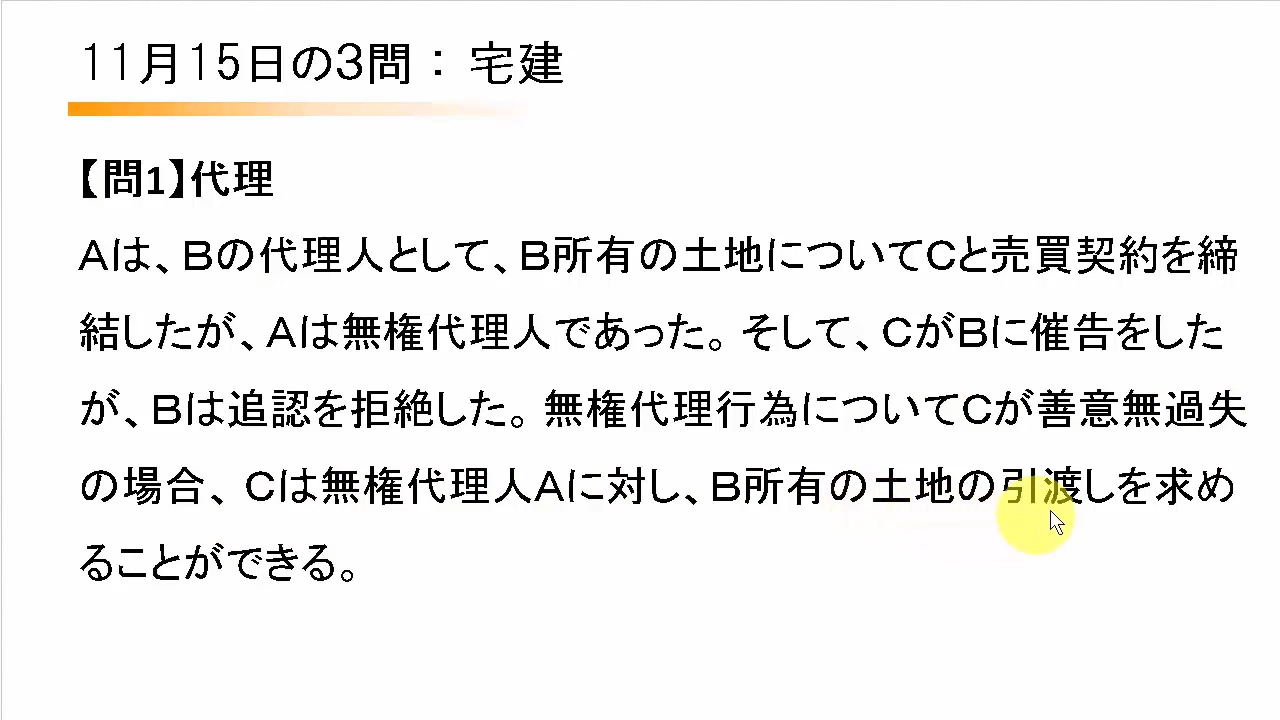 11月15日の3問：宅建
【問1】代理
Aは、Bの代理人として、B所有の土地についてCと売買契約を締
結したが、Aは無権代理人であった。そして、CがBに催告をした
が、Bは追認を拒絶した。無権代理行為についてCが善意無過失
の場合、Cは無権代理人Aに対し、B所有の土地の引渡しを求め
ることができる。